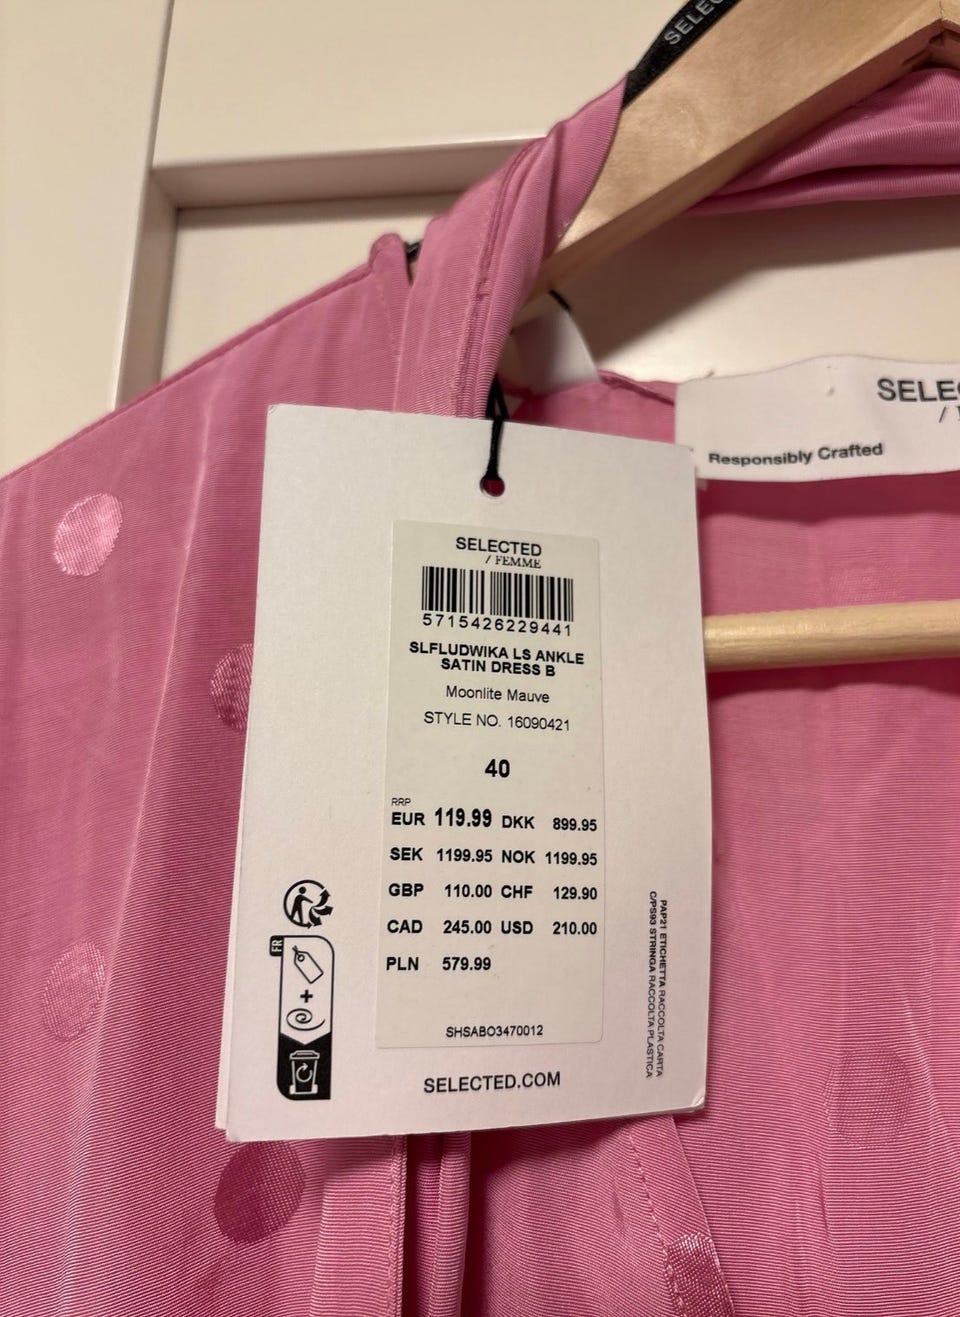 SELEC
SELEC
/ F
Responsibly Crafted
SELECTED
/ FEMME
5715426229441
SLFLUDWIKA LS ANKLE
SATIN DRESS B
Moonlite Mauve
STYLE NO. 16090421
40
RRP
EUR 119.99 DKK 899.95
SEK 1199.95 NOK 1199.95
GBP 110.00 CHF 129.90
CAD 245.00 USD 210.00
PLN 579.99
SHSABO3470012
SELECTED.COM
FR
PAP21 ETICHETTA RACCOLTA CARTA
C/PS93 STRINGA RACCOLTA PLASTICA